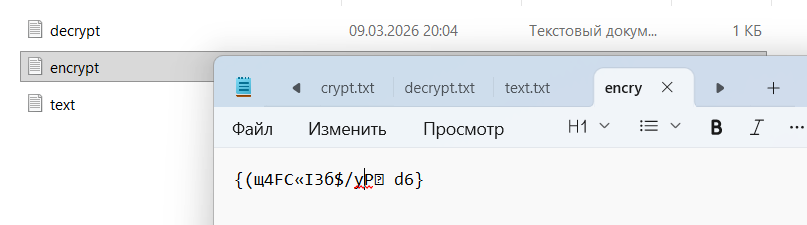 decrypt 09.03.2026 20:04 Текстовый докум... 1 КБ
encrypt
text
crypt.txt decrypt.txt text.txt encry
Файл Изменить Просмотр H1 B I ...
{(щ4FC«I3б$/yP d6}